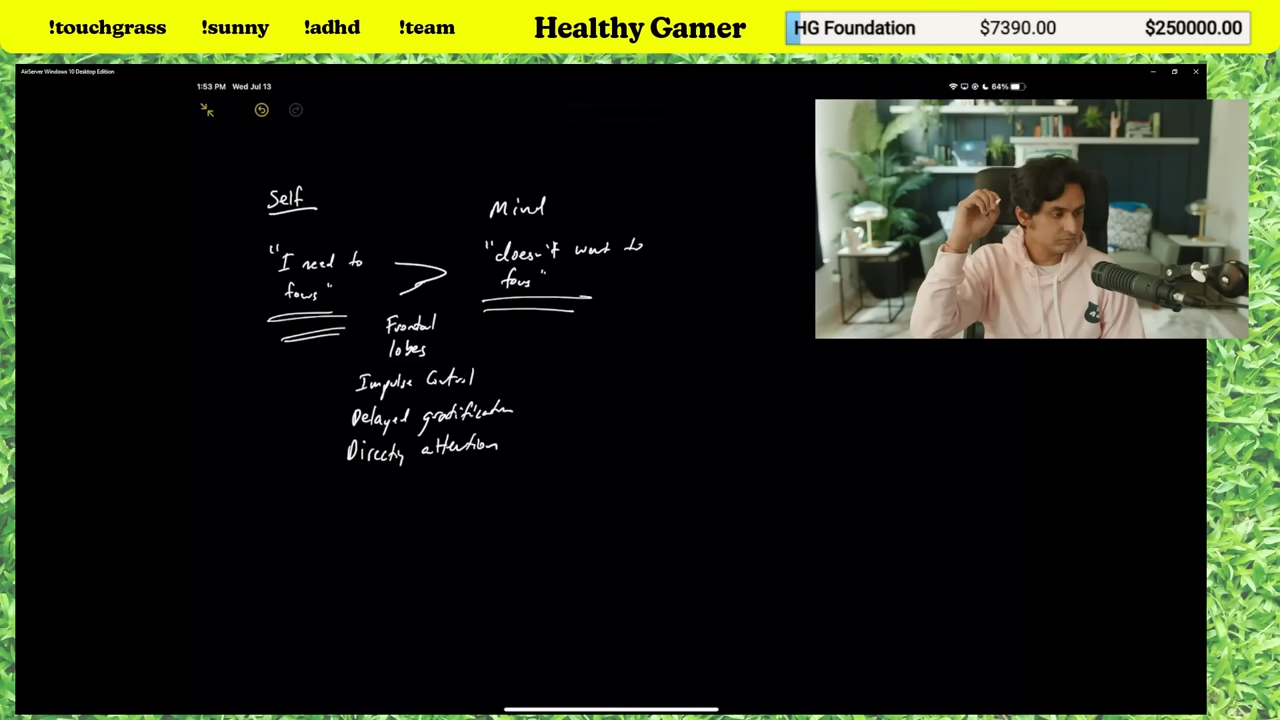 !touchgrass !sunny !adhd !team Healthy Gamer HG Foundation $7390.00 $250000.00
AirServer Windows 10 Desktop Edition
1:53 PM Wed Jul 13 64%
Self
Mind
"I need to
focus"
"doesn't want to
focus"
Frontal
lobes
Impulse Control
Delayed gratification
Directing attention